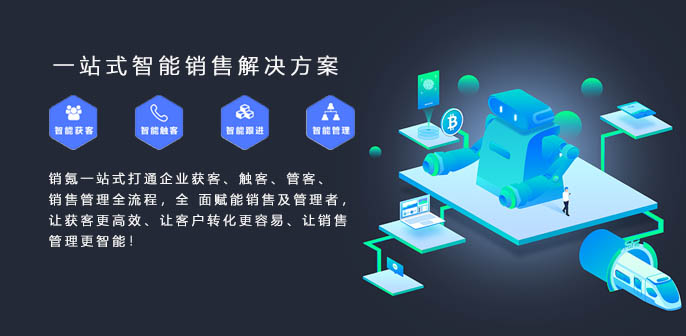 一站式智能销售解决方案
智能获客 智能触客 智能跟进 智能管理
销氪一站式打通企业获客、触客、管客、
销售管理全流程，全 面赋能销售及管理者，
让获客更高效、让客户转化更容易、让销售
管理更智能！